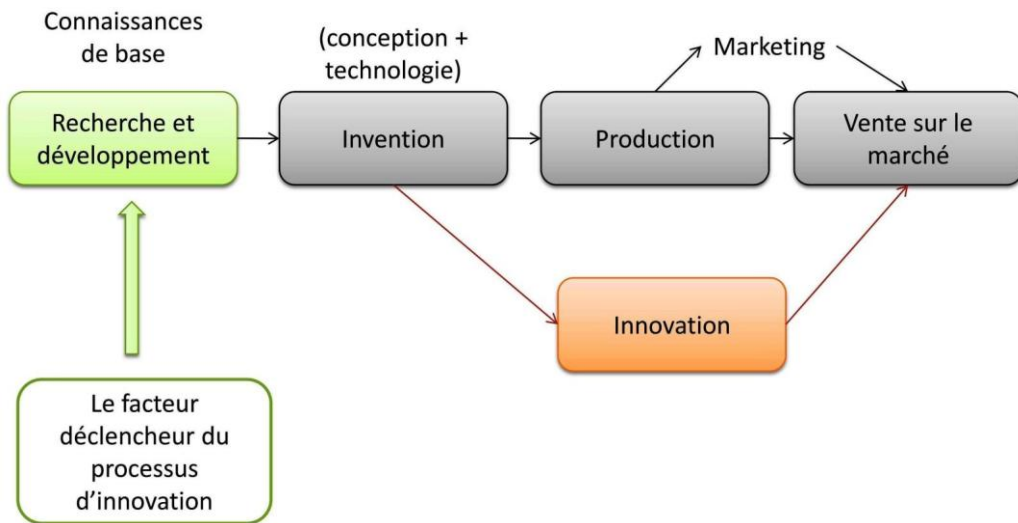 Connaissances
de base
(conception +
technologie)
Marketing
Recherche et
développement
Invention
Production
Vente sur le
marché
Innovation
Le facteur
déclencheur du
processus
d’innovation